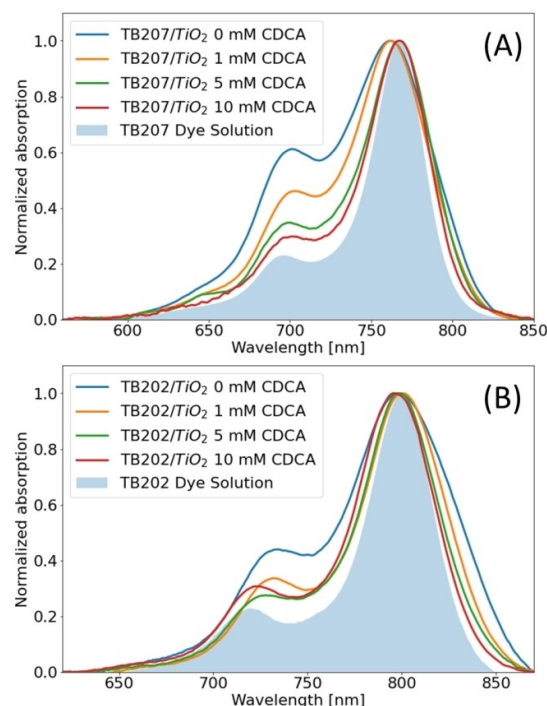 (A)
TB207/TiO2 0 mM CDCA
TB207/TiO2 1 mM CDCA
TB207/TiO2 5 mM CDCA
TB207/TiO2 10 mM CDCA
TB207 Dye Solution
Normalized absorption
1.0
0.8
0.6
0.4
0.2
0.0
600 650 700 750 800 850
Wavelength [nm]
(B)
TB202/TiO2 0 mM CDCA
TB202/TiO2 1 mM CDCA
TB202/TiO2 5 mM CDCA
TB202/TiO2 10 mM CDCA
TB202 Dye Solution
Normalized absorption
1.0
0.8
0.6
0.4
0.2
0.0
650 700 750 800 850
Wavelength [nm]